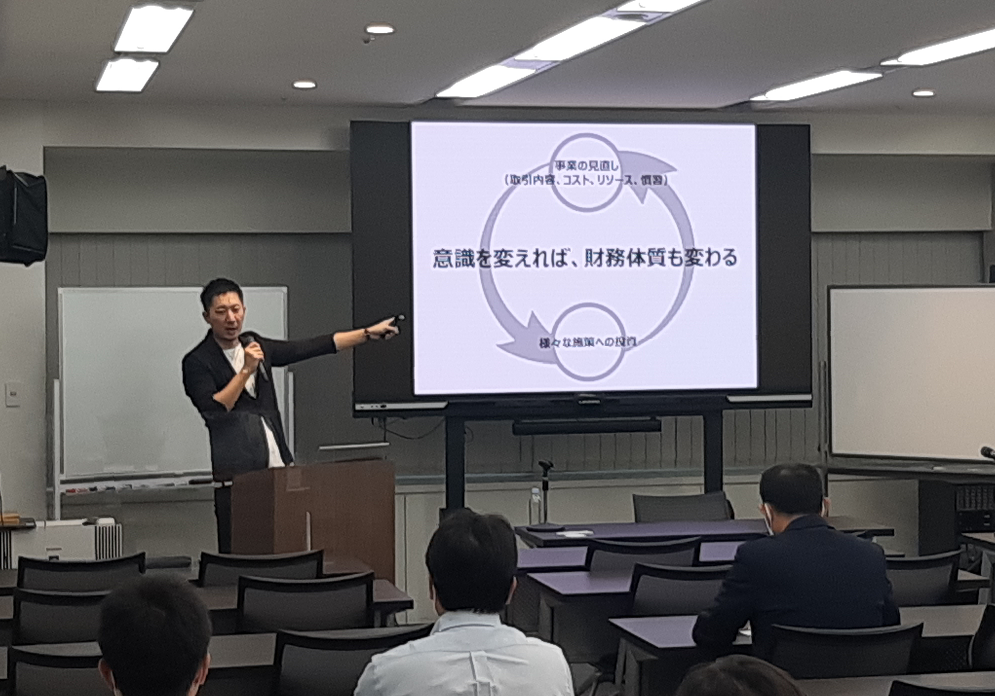 事業の見直し
（取引内容、コスト、リソース、慣習）
意識を変えれば、財務体質も変わる
様々な施策への投資